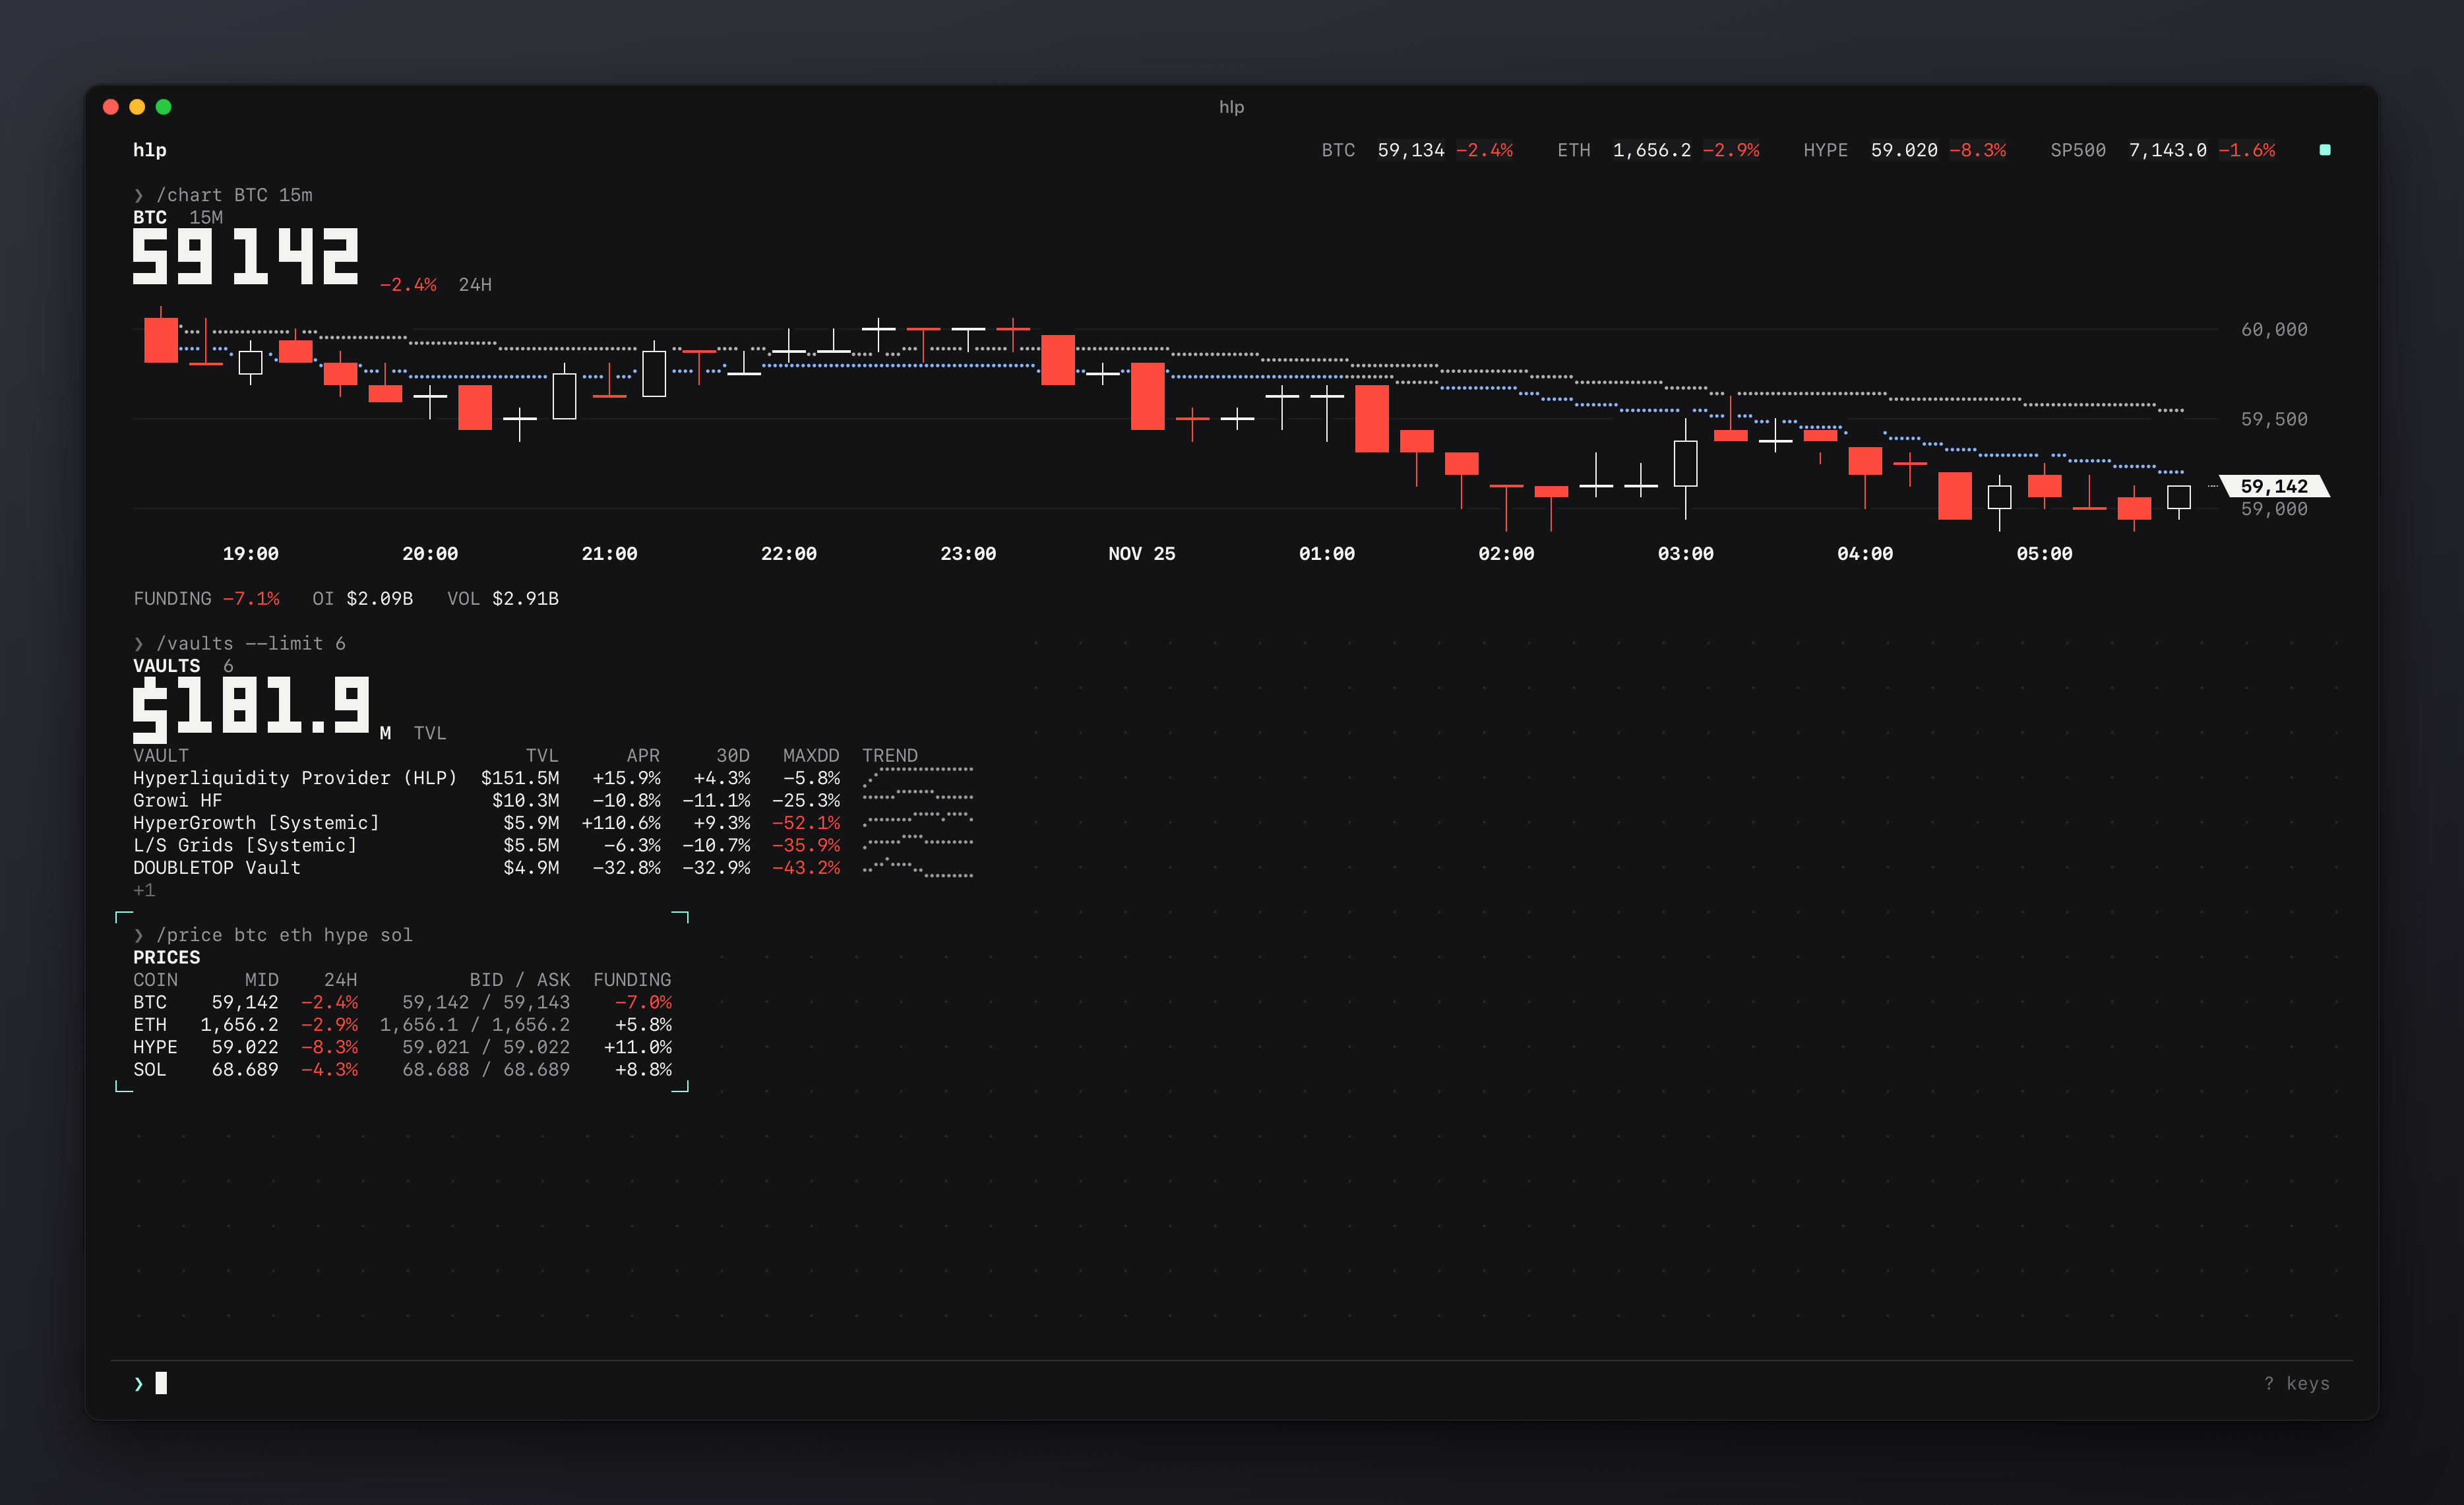 hlp
hlp BTC 59,134 −2.4% ETH 1,656.2 −2.9% HYPE 59.020 −8.3% SP500 7,143.0 −1.6%
❯ /chart BTC 15m
BTC 15M
59142 −2.4% 24H
60,000
59,500
59,142
59,000
19:00 20:00 21:00 22:00 23:00 NOV 25 01:00 02:00 03:00 04:00 05:00
FUNDING −7.1% OI $2.09B VOL $2.91B
❯ /vaults --limit 6
VAULTS 6
$181.9 M TVL
VAULT TVL APR 30D MAXDD TREND
Hyperliquidity Provider (HLP) $151.5M +15.9% +4.3% −5.8%
Growi HF $10.3M −10.8% −11.1% −25.3%
HyperGrowth [Systemic] $5.9M +110.6% +9.3% −52.1%
L/S Grids [Systemic] $5.5M −6.3% −10.7% −35.9%
DOUBLETOP Vault $4.9M −32.8% −32.9% −43.2%
+1
❯ /price btc eth hype sol
PRICES
COIN MID 24H BID / ASK FUNDING
BTC 59,142 −2.4% 59,142 / 59,143 −7.0%
ETH 1,656.2 −2.9% 1,656.1 / 1,656.2 +5.8%
HYPE 59.022 −8.3% 59.021 / 59.022 +11.0%
SOL 68.689 −4.3% 68.688 / 68.689 +8.8%
❯ ? keys